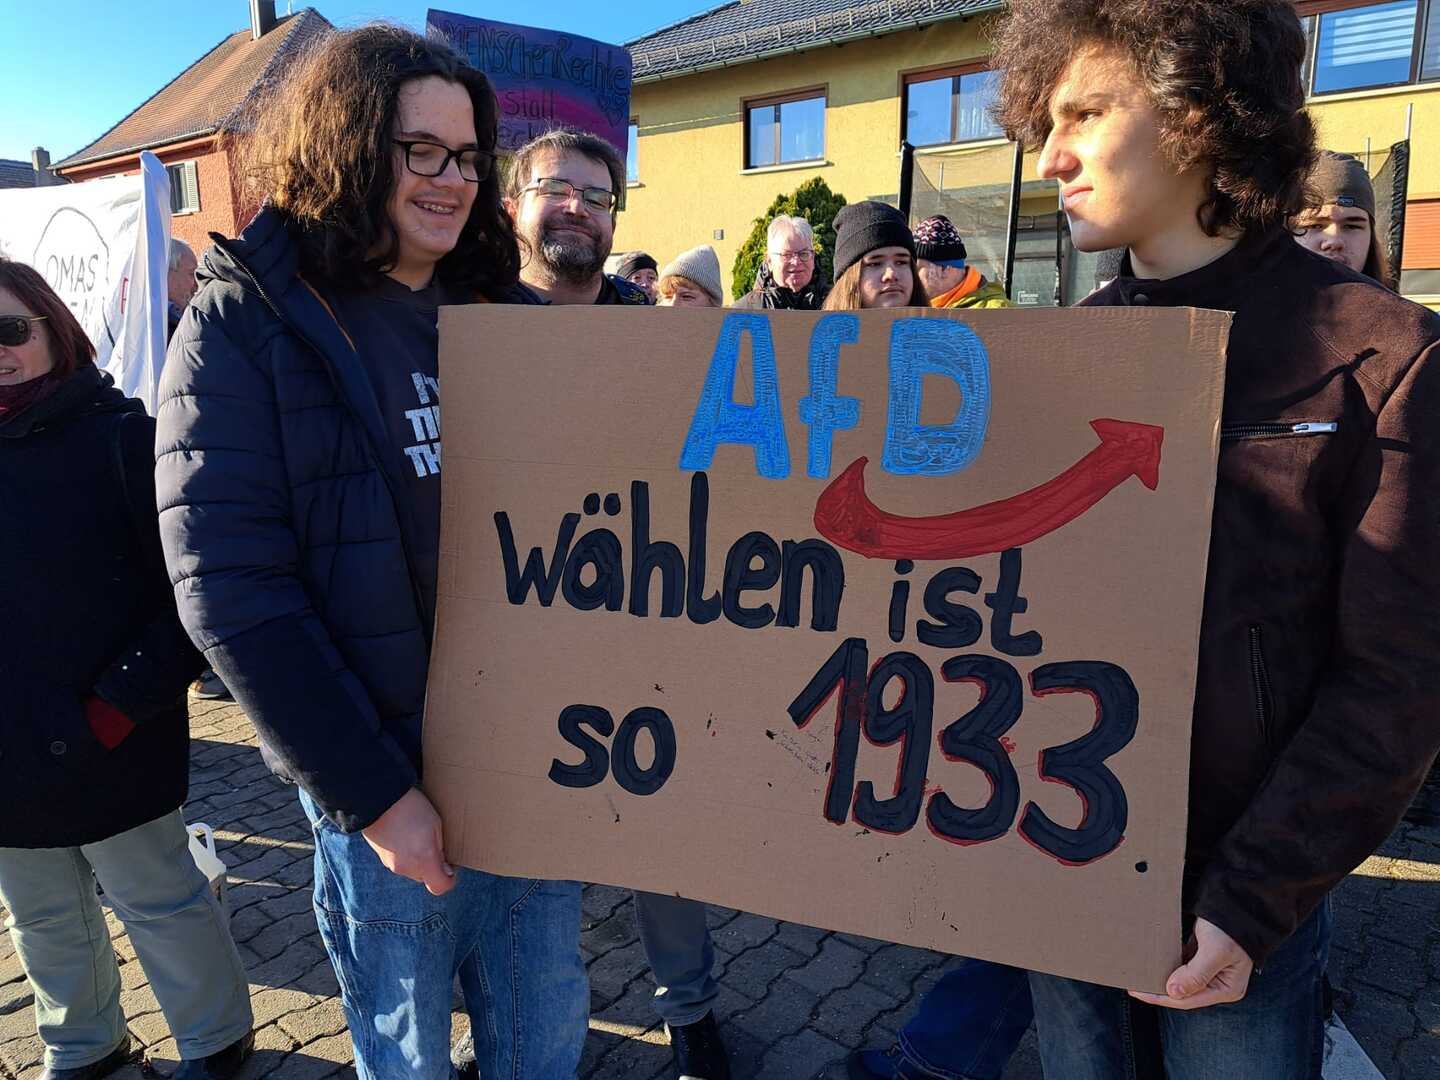 MENSCHENRechte
statt
OMAS
AfD
Wählen ist
so 1933.